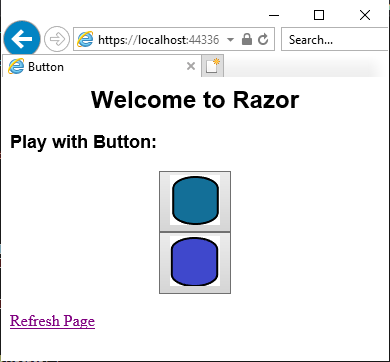 https://localhost:44336
Search...
Button
Welcome to Razor
Play with Button:
Refresh Page